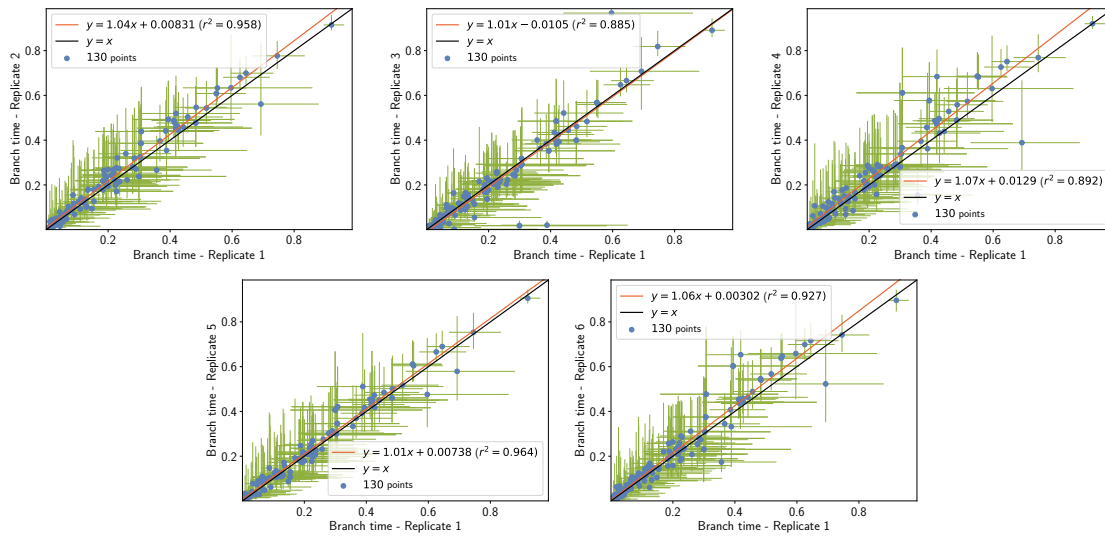 y = 1.04x + 0.00831 (r² = 0.958)
y = x
130 points
Branch time - Replicate 2
0.8
0.6
0.4
0.2
0.2
0.4
0.6
0.8
Branch time - Replicate 1
y = 1.01x − 0.0105 (r² = 0.885)
y = x
130 points
Branch time - Replicate 3
0.8
0.6
0.4
0.2
0.2
0.4
0.6
0.8
Branch time - Replicate 1
y = 1.07x + 0.0129 (r² = 0.892)
y = x
130 points
Branch time - Replicate 4
0.8
0.6
0.4
0.2
0.2
0.4
0.6
0.8
Branch time - Replicate 1
y = 1.01x + 0.00738 (r² = 0.964)
y = x
130 points
Branch time - Replicate 5
0.8
0.6
0.4
0.2
0.2
0.4
0.6
0.8
Branch time - Replicate 1
y = 1.06x + 0.00302 (r² = 0.927)
y = x
130 points
Branch time - Replicate 6
0.8
0.6
0.4
0.2
0.2
0.4
0.6
0.8
Branch time - Replicate 1